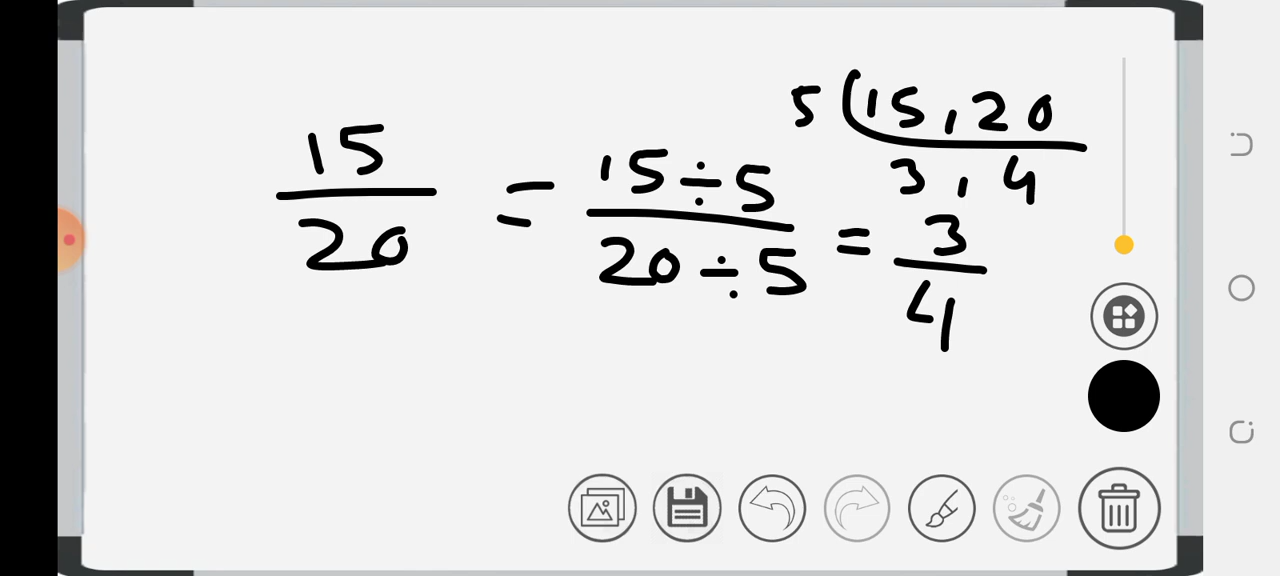 5 ( 15 , 20
3 , 4
15/20 = 15÷5/20÷5 = 3/4